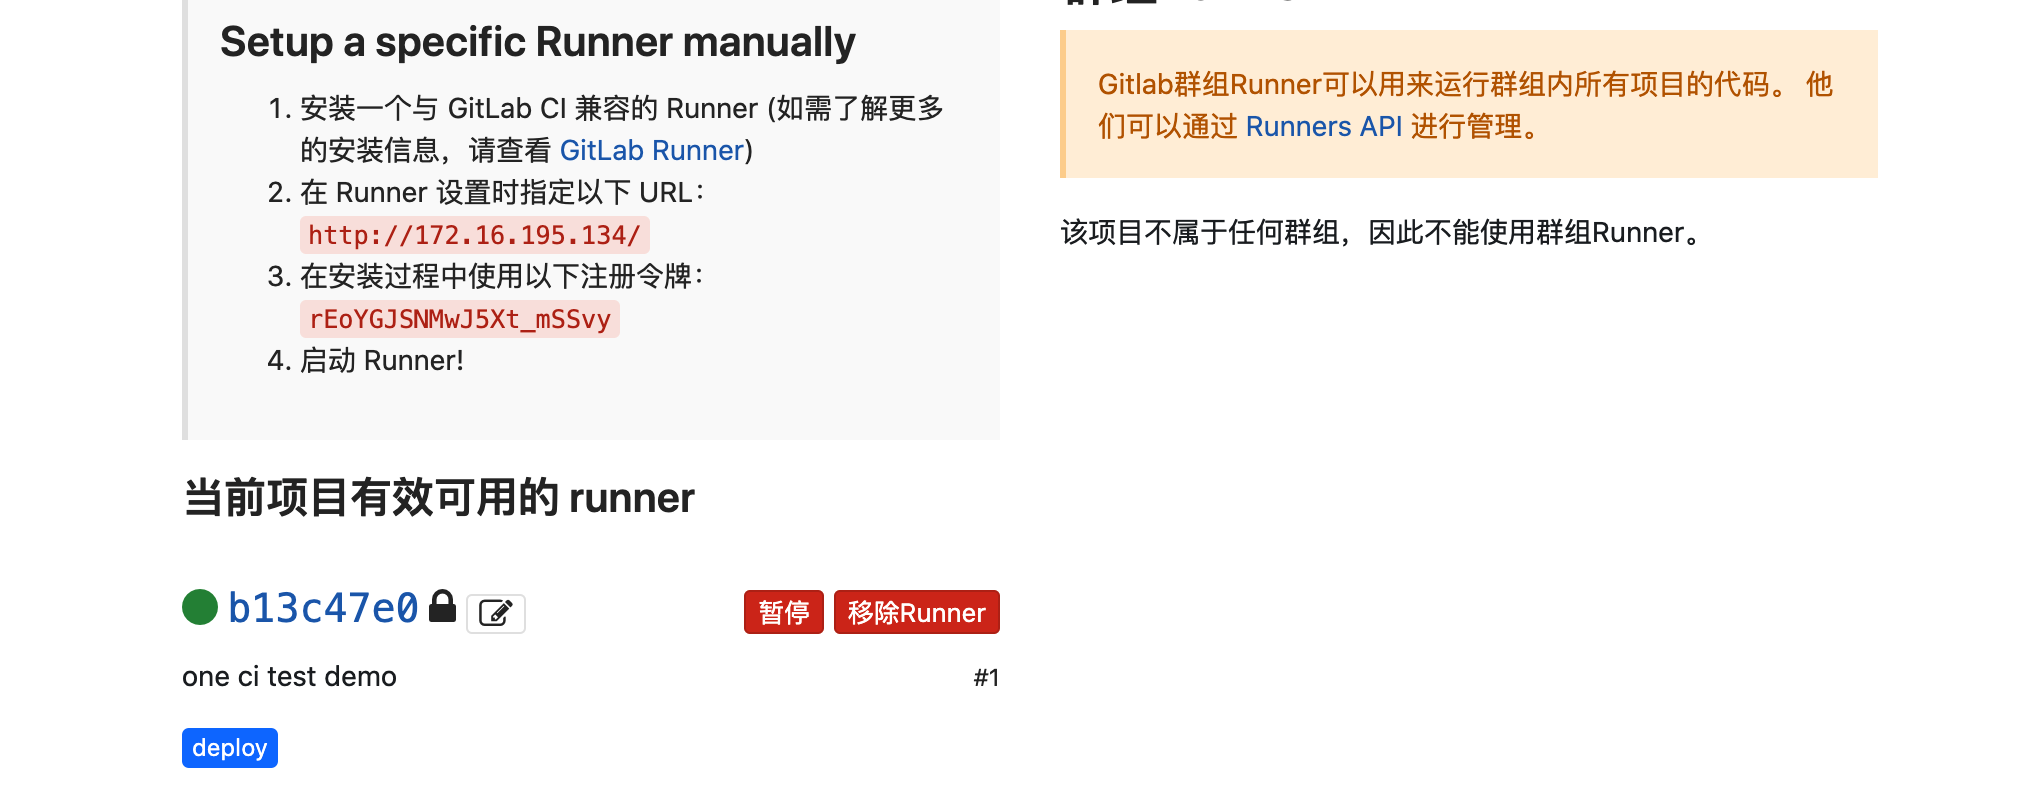 Setup a specific Runner manually
1. 安装一个与 GitLab CI 兼容的 Runner (如需了解更多
的安装信息，请查看 GitLab Runner)
2. 在 Runner 设置时指定以下 URL：
http://172.16.195.134/
3. 在安装过程中使用以下注册令牌：
rEoYGJSNMwJ5Xt_mSSvy
4. 启动 Runner!
当前项目有效可用的 runner
b13c47e0
暂停
移除Runner
one ci test demo
#1
deploy
Gitlab群组Runner可以用来运行群组内所有项目的代码。 他
们可以通过 Runners API 进行管理。
该项目不属于任何群组，因此不能使用群组Runner。